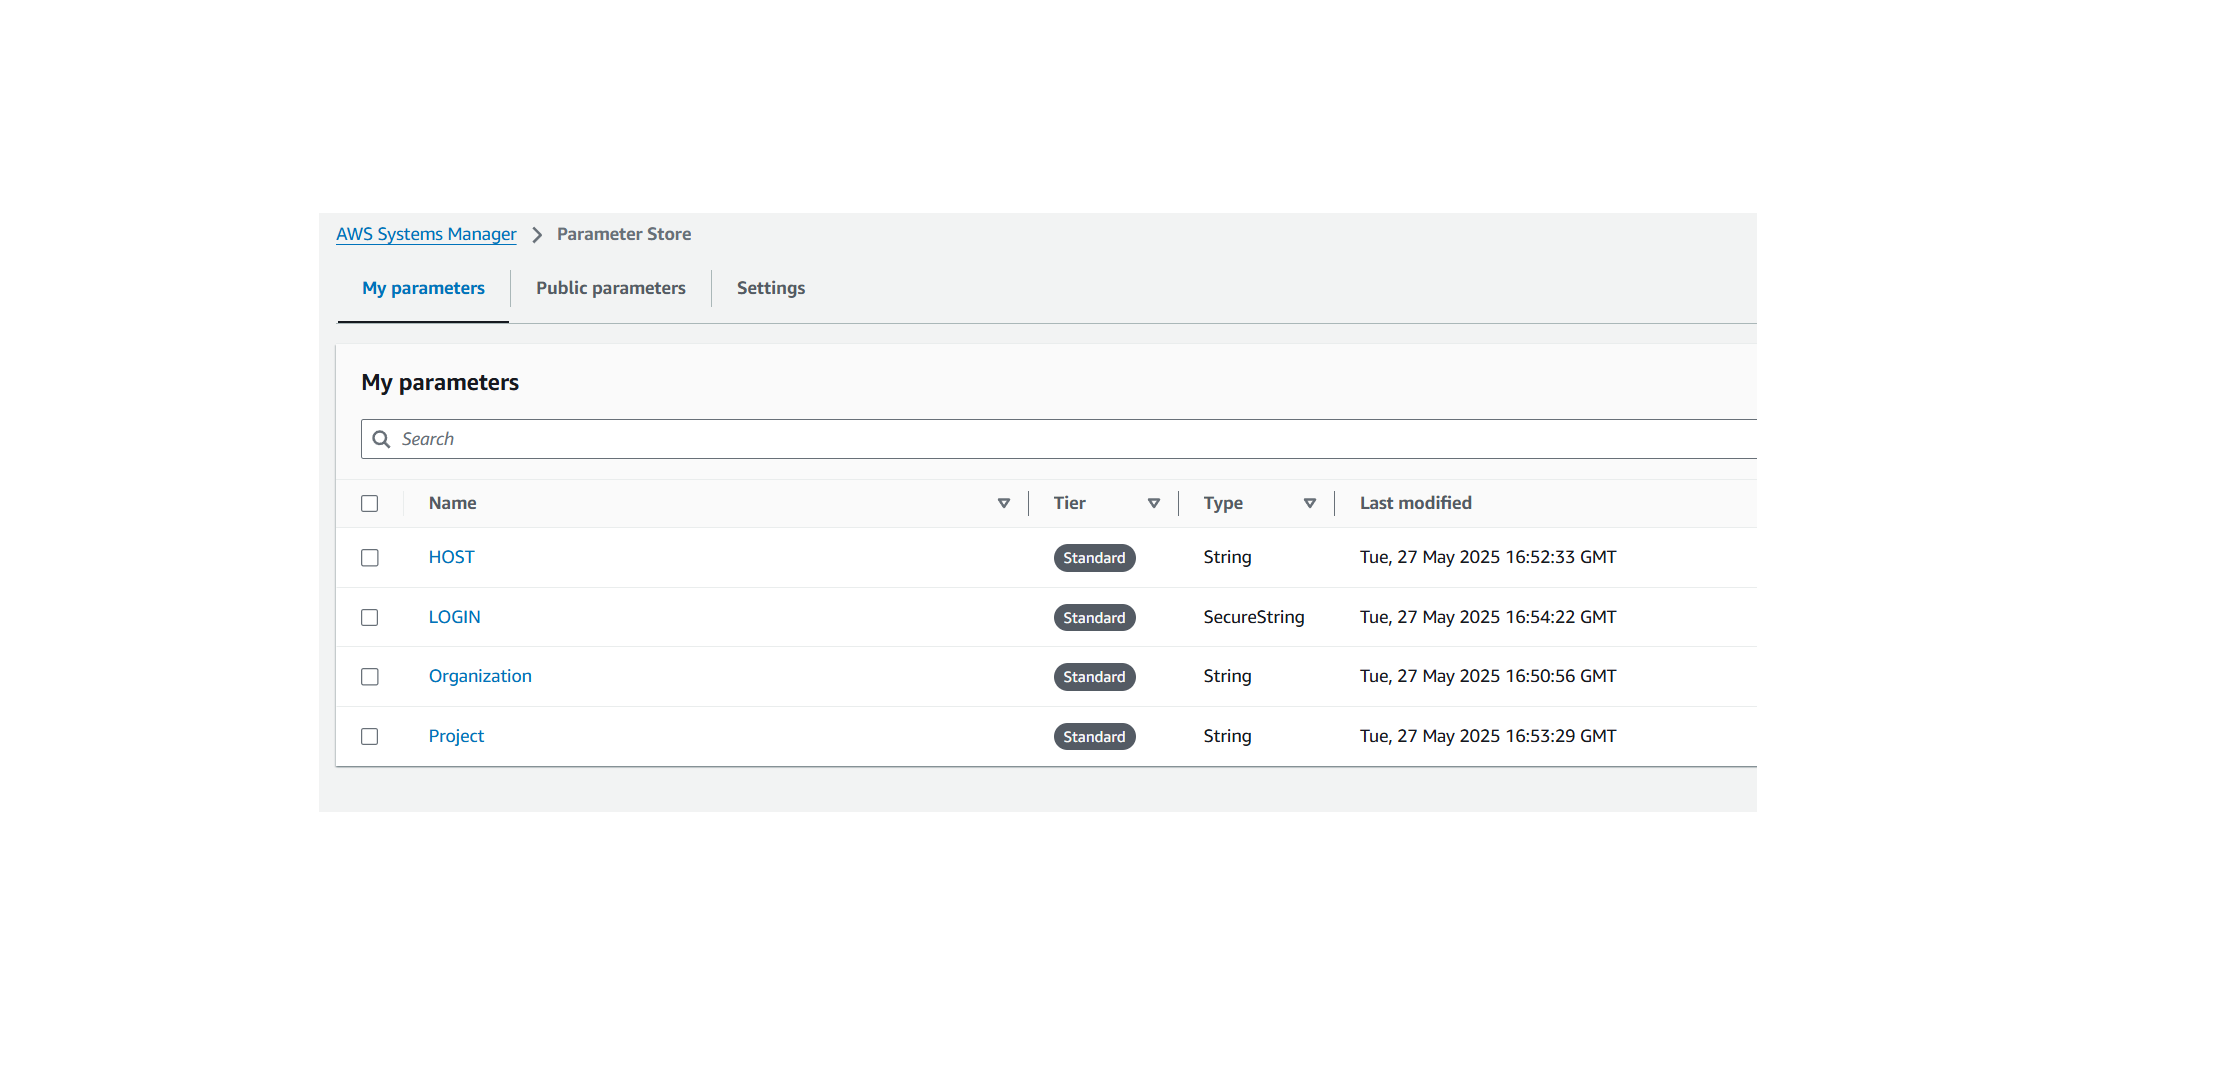 AWS Systems Manager > Parameter Store
My parameters Public parameters Settings
My parameters
Search
Name Tier Type Last modified
HOST Standard String Tue, 27 May 2025 16:52:33 GMT
LOGIN Standard SecureString Tue, 27 May 2025 16:54:22 GMT
Organization Standard String Tue, 27 May 2025 16:50:56 GMT
Project Standard String Tue, 27 May 2025 16:53:29 GMT